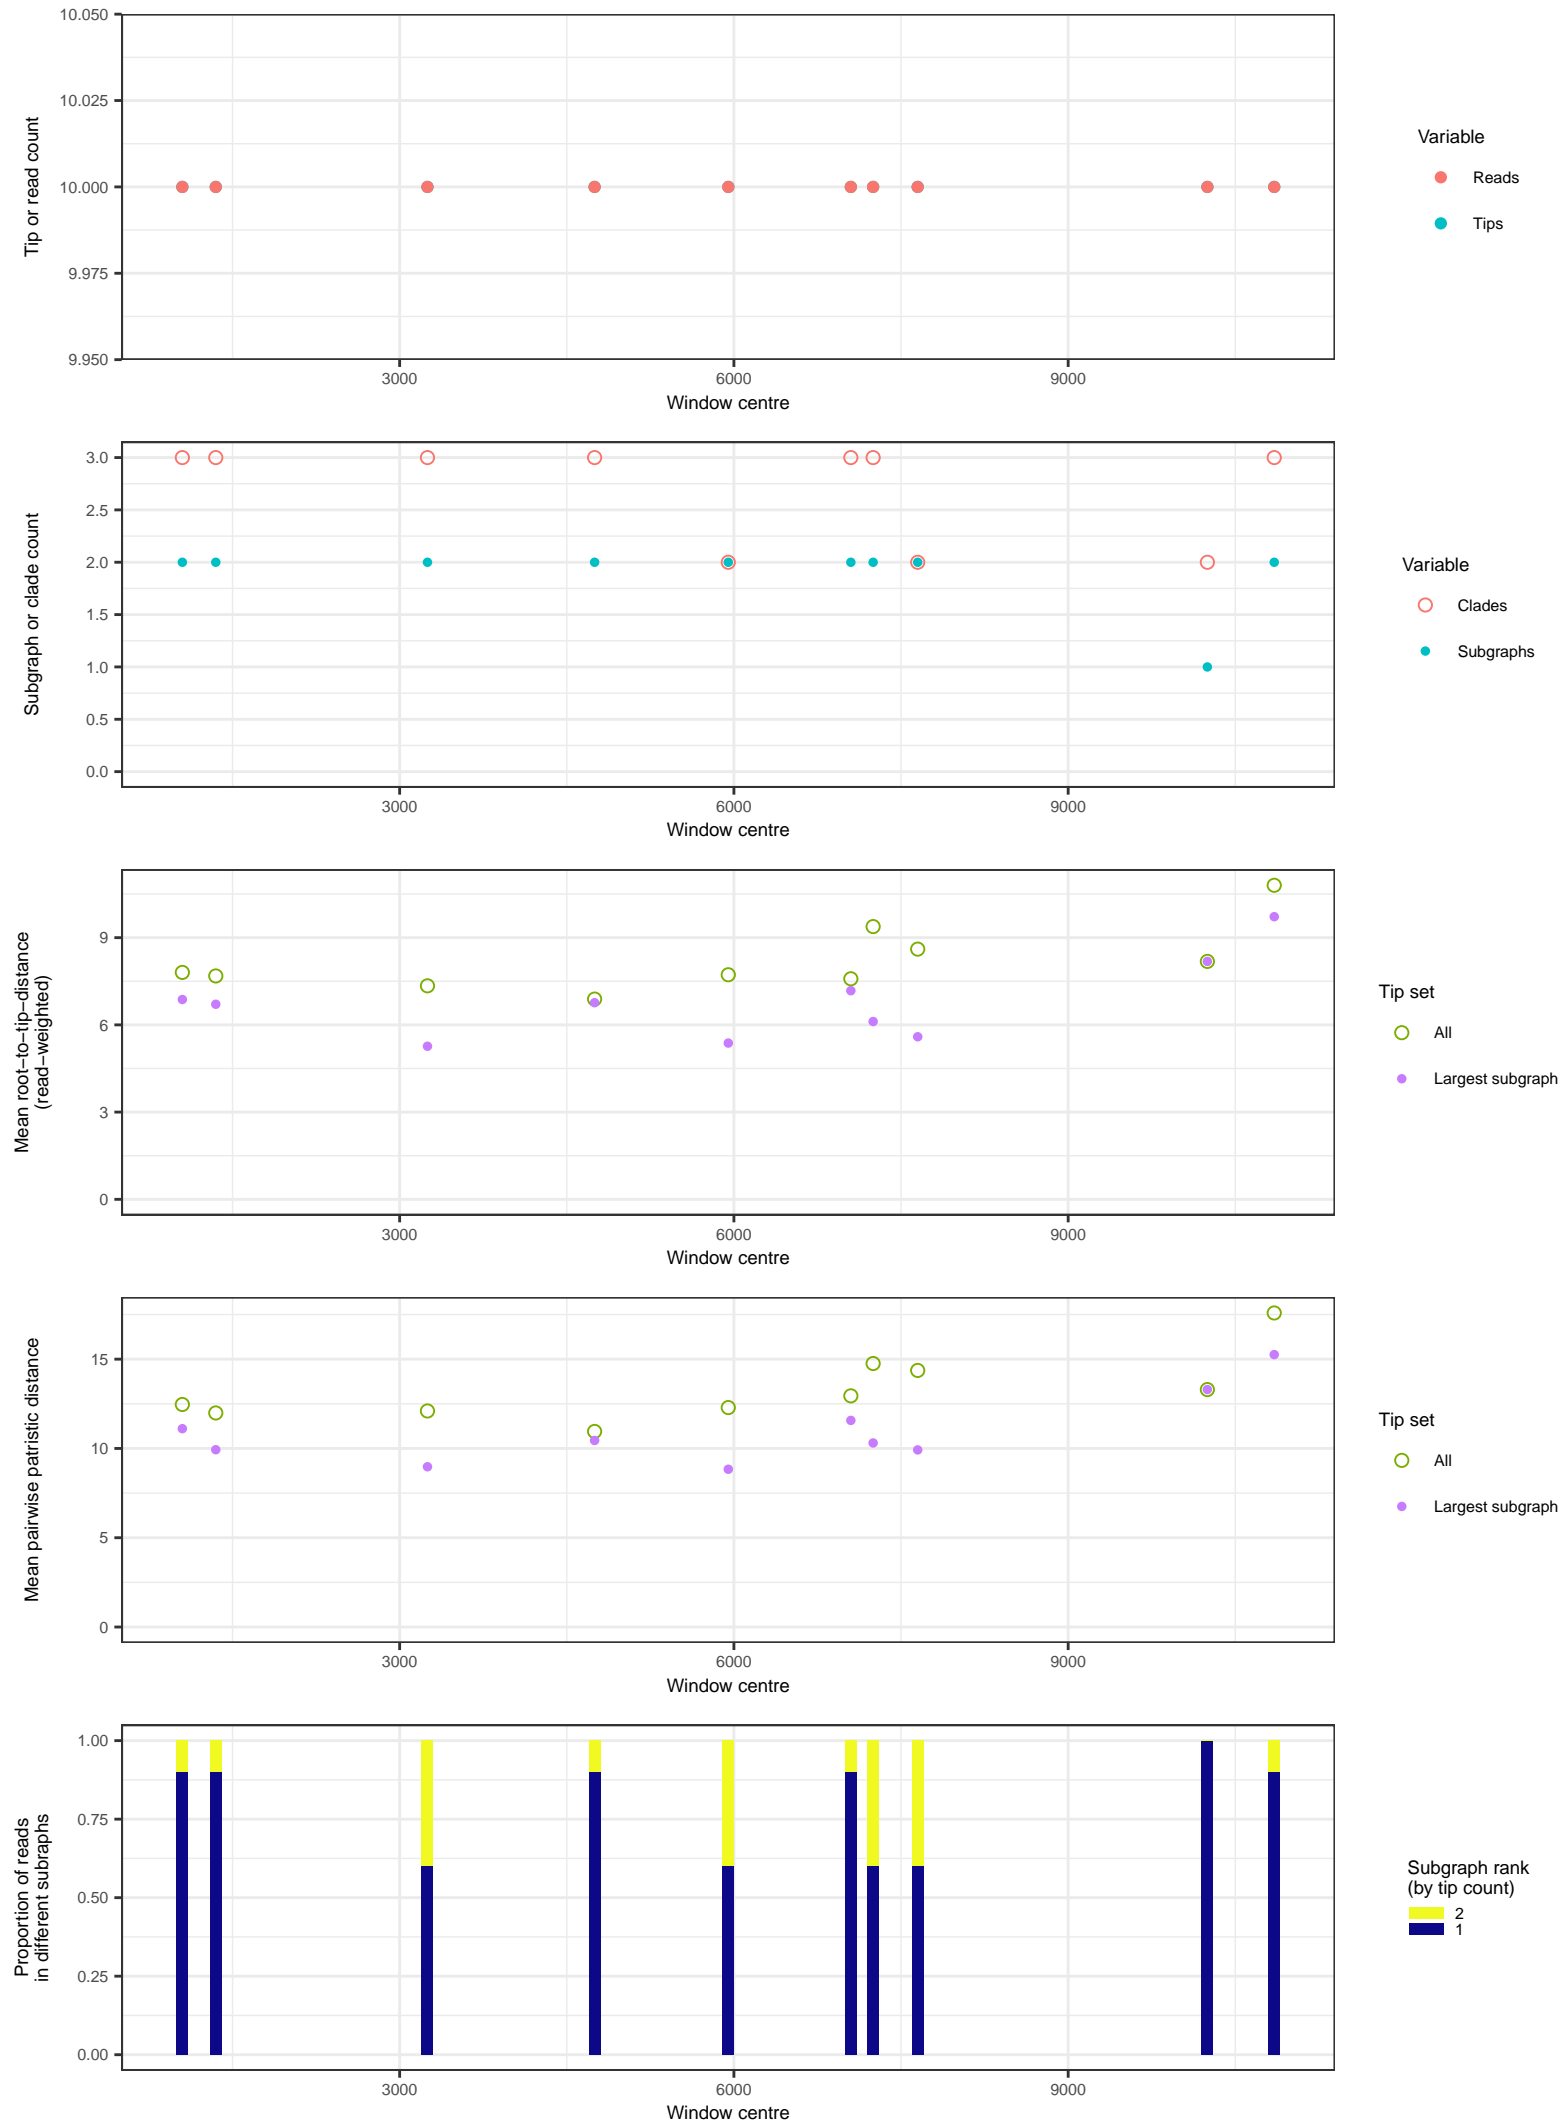 10.050
10.025
10.000
9.975
9.950
Tip or read count
3000
6000
9000
Window centre
Variable
Reads
Tips
3.0
2.5
2.0
1.5
1.0
0.5
0.0
Subgraph or clade count
3000
6000
9000
Window centre
Variable
Clades
Subgraphs
9
6
3
0
Mean root−to−tip−distance
(read−weighted)
3000
6000
9000
Window centre
Tip set
All
Largest subgraph
15
10
5
0
Mean pairwise patristic distance
3000
6000
9000
Window centre
Tip set
All
Largest subgraph
1.00
0.75
0.50
0.25
0.00
Proportion of reads
in different subraphs
3000
6000
9000
Window centre
Subgraph rank
(by tip count)
2
1